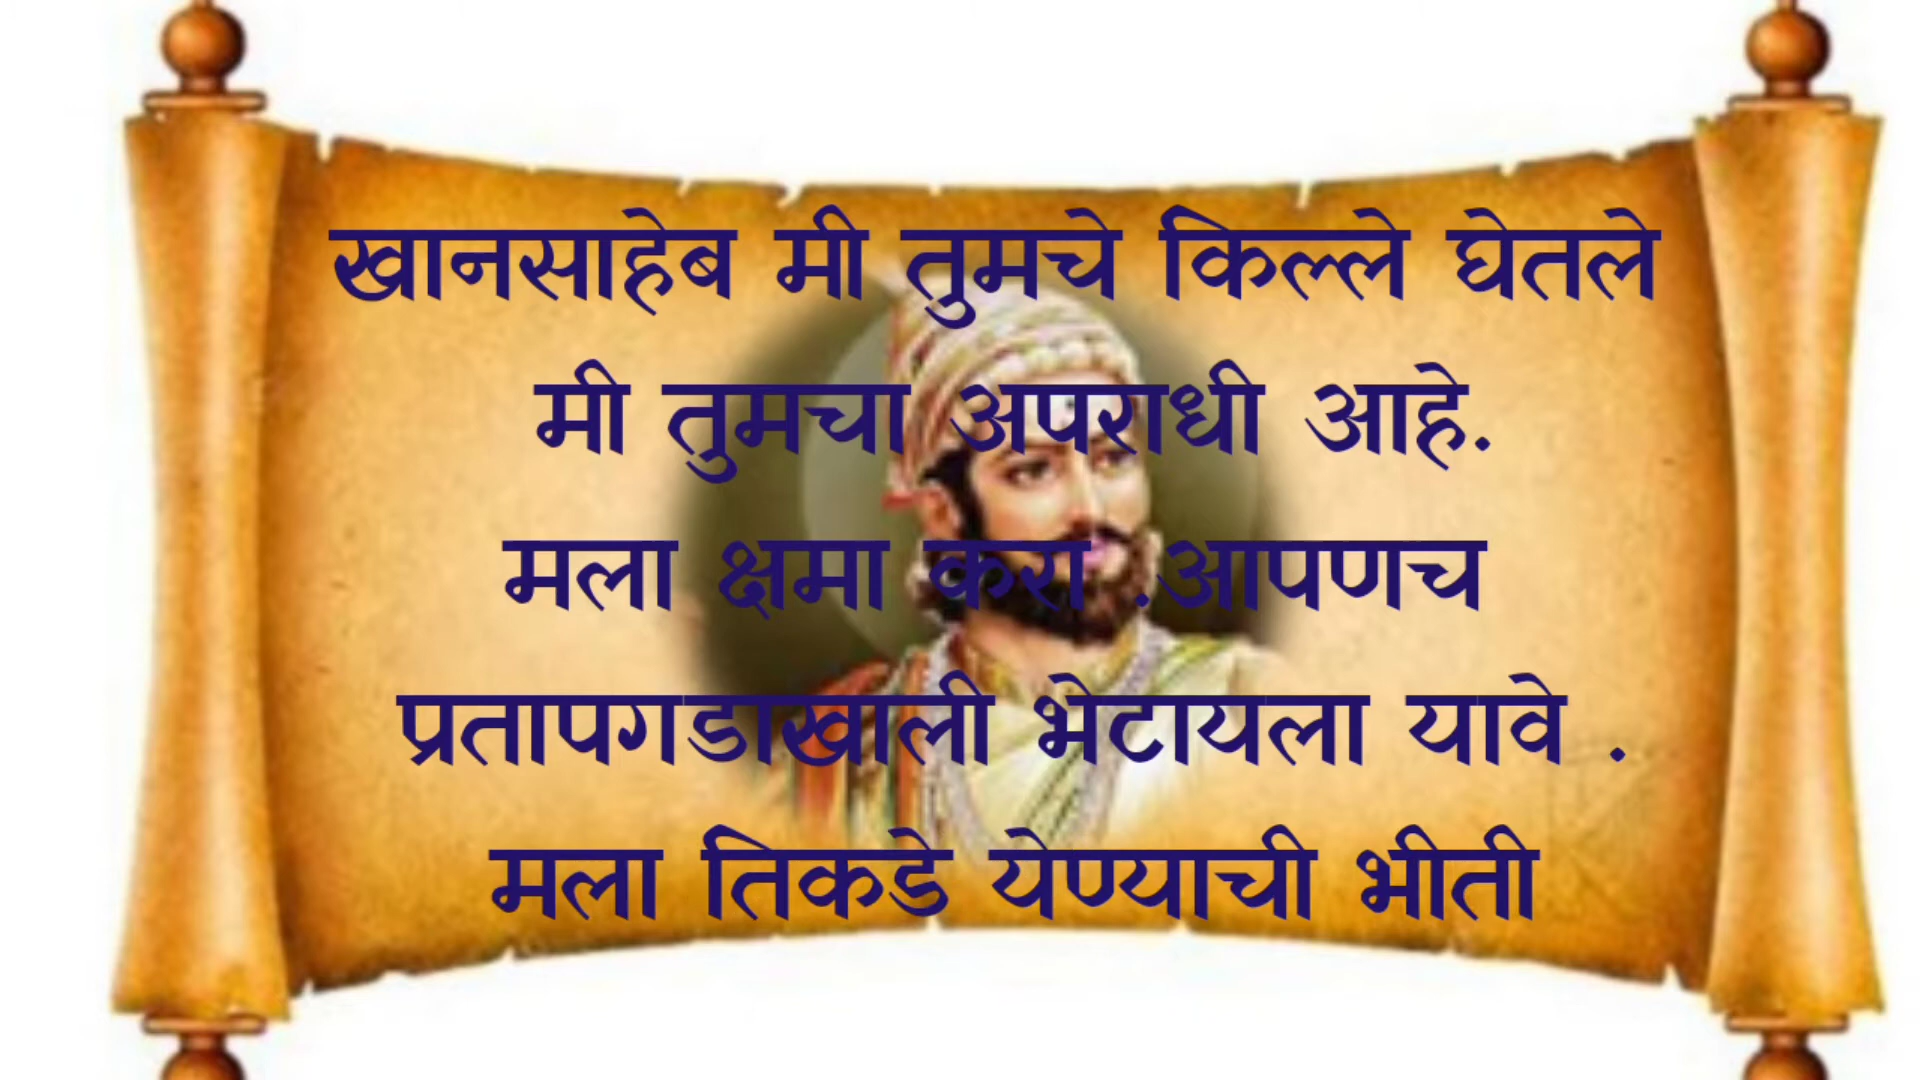 खानसाहेब मी तुमचे किल्ले घेतले
मी तुमचा अपराधी आहे.
मला क्षमा करा .आपणच
प्रतापगडाखाली भेटायला यावे .
मला तिकडे येण्याची भीती